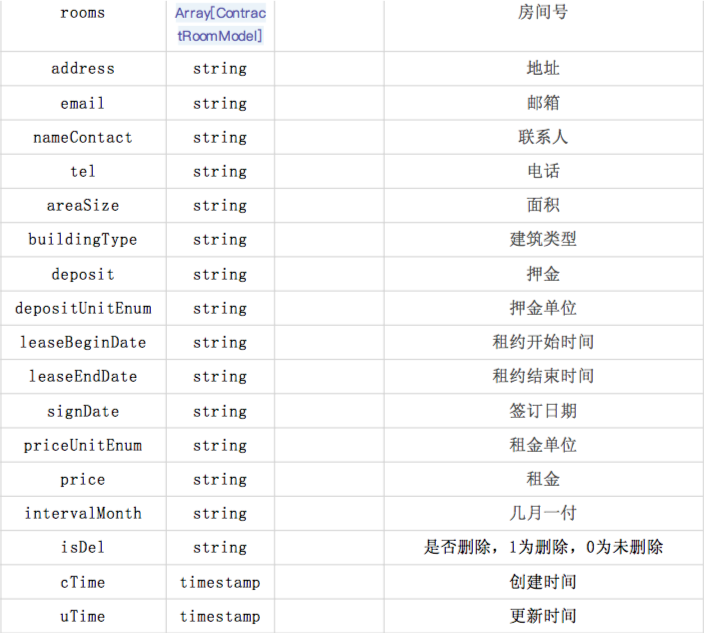 rooms Array[Contrac 房间号
tRoomModel]
address string 地址
email string 邮箱
nameContact string 联系人
tel string 电话
areaSize string 面积
buildingType string 建筑类型
deposit string 押金
depositUnitEnum string 押金单位
leaseBeginDate string 租约开始时间
leaseEndDate string 租约结束时间
signDate string 签订日期
priceUnitEnum string 租金单位
price string 租金
intervalMonth string 几月一付
isDel string 是否删除，1为删除，0为未删除
cTime timestamp 创建时间
uTime timestamp 更新时间